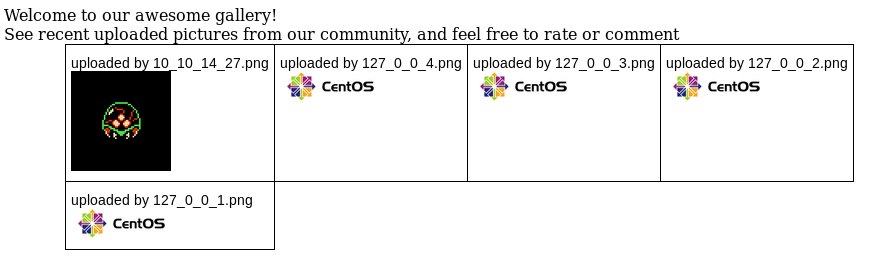 Welcome to our awesome gallery!
See recent uploaded pictures from our community, and feel free to rate or comment
uploaded by 10_10_14_27.png
uploaded by 127_0_0_4.png
CentOS
uploaded by 127_0_0_3.png
CentOS
uploaded by 127_0_0_2.png
CentOS
uploaded by 127_0_0_1.png
CentOS